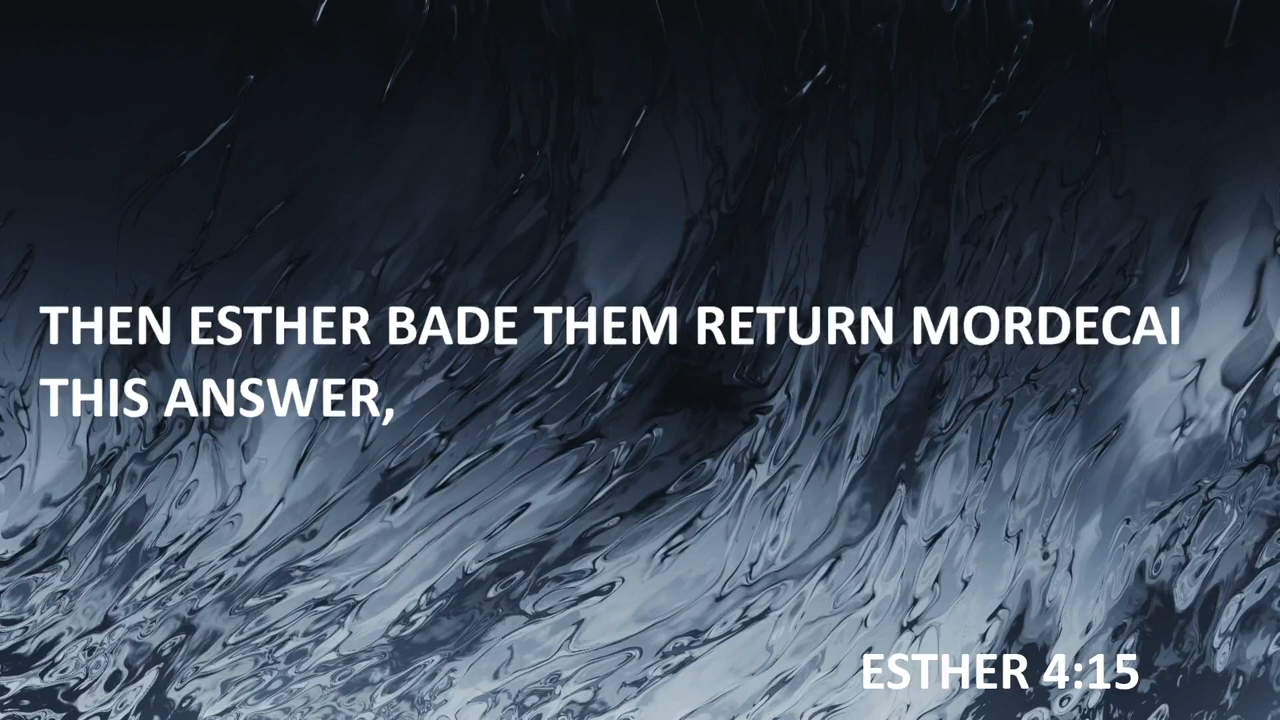 THEN ESTHER BADE THEM RETURN MORDECAI
THIS ANSWER,
ESTHER 4:15